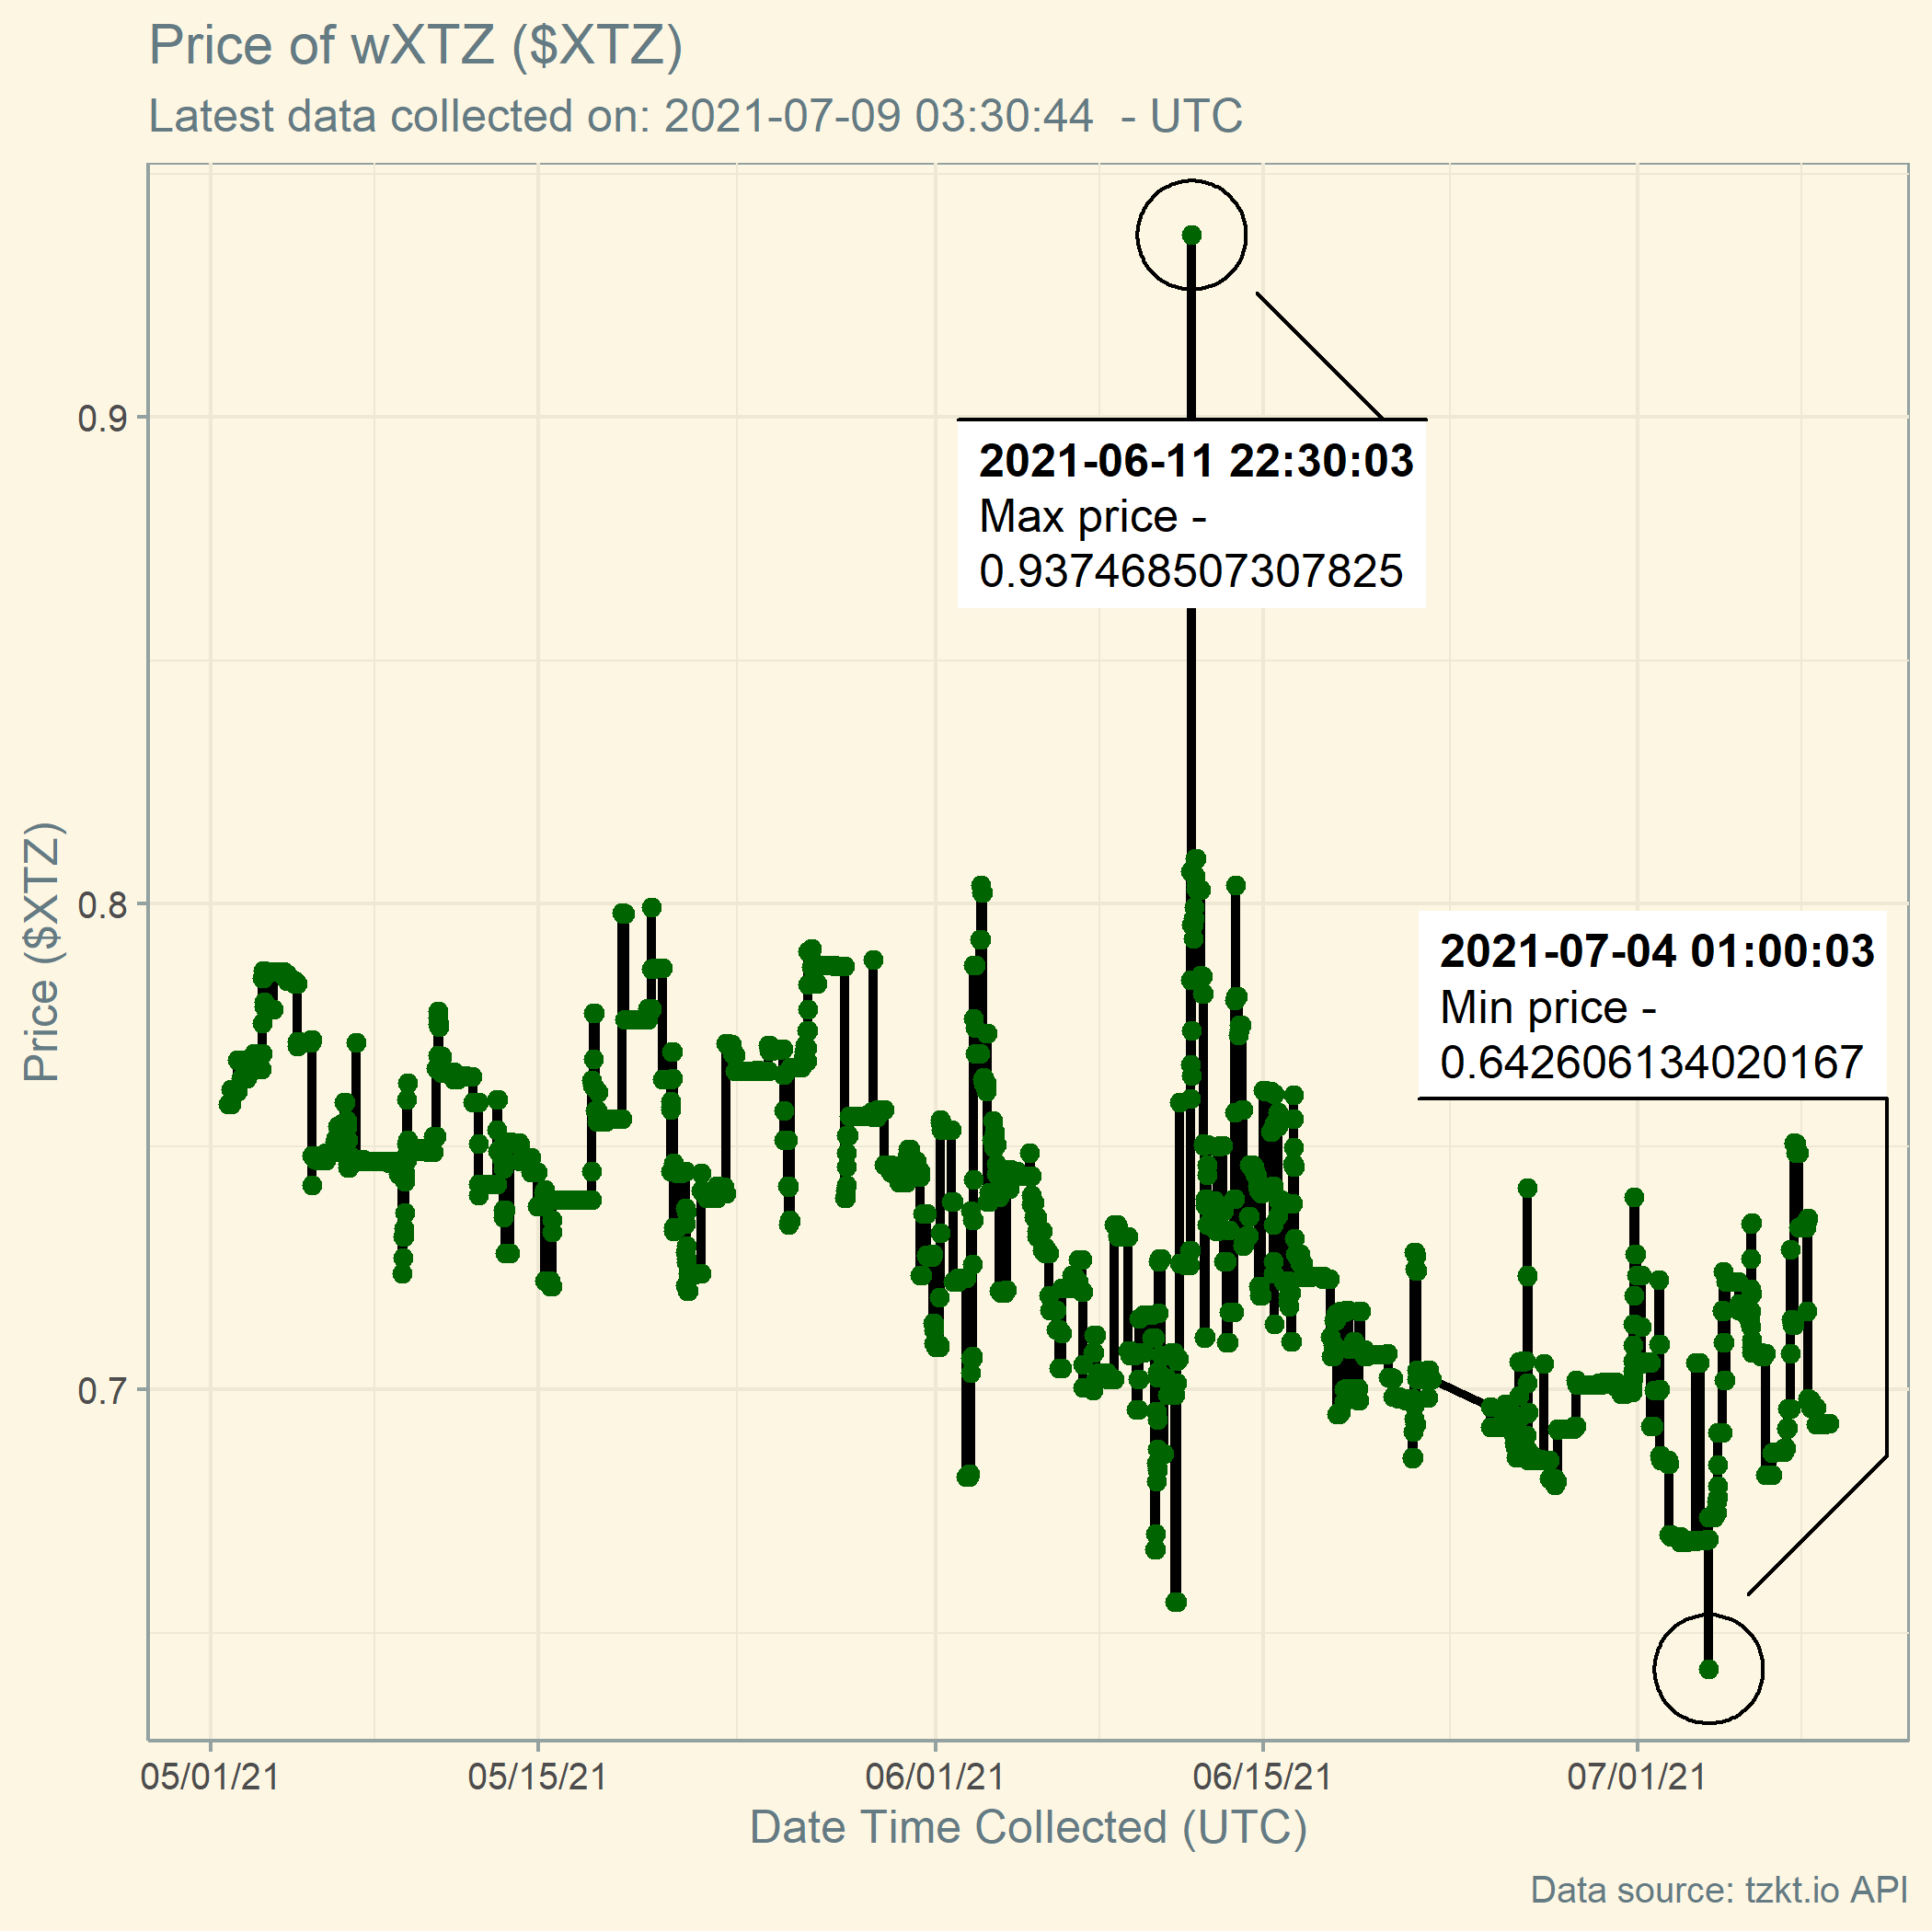 Price of wXTZ ($XTZ)
Latest data collected on: 2021-07-09 03:30:44 - UTC
Price ($XTZ)
0.9
0.8
0.7
2021-06-11 22:30:03
Max price -
0.937468507307825
2021-07-04 01:00:03
Min price -
0.642606134020167
05/01/21
05/15/21
06/01/21
06/15/21
07/01/21
Date Time Collected (UTC)
Data source: tzkt.io API